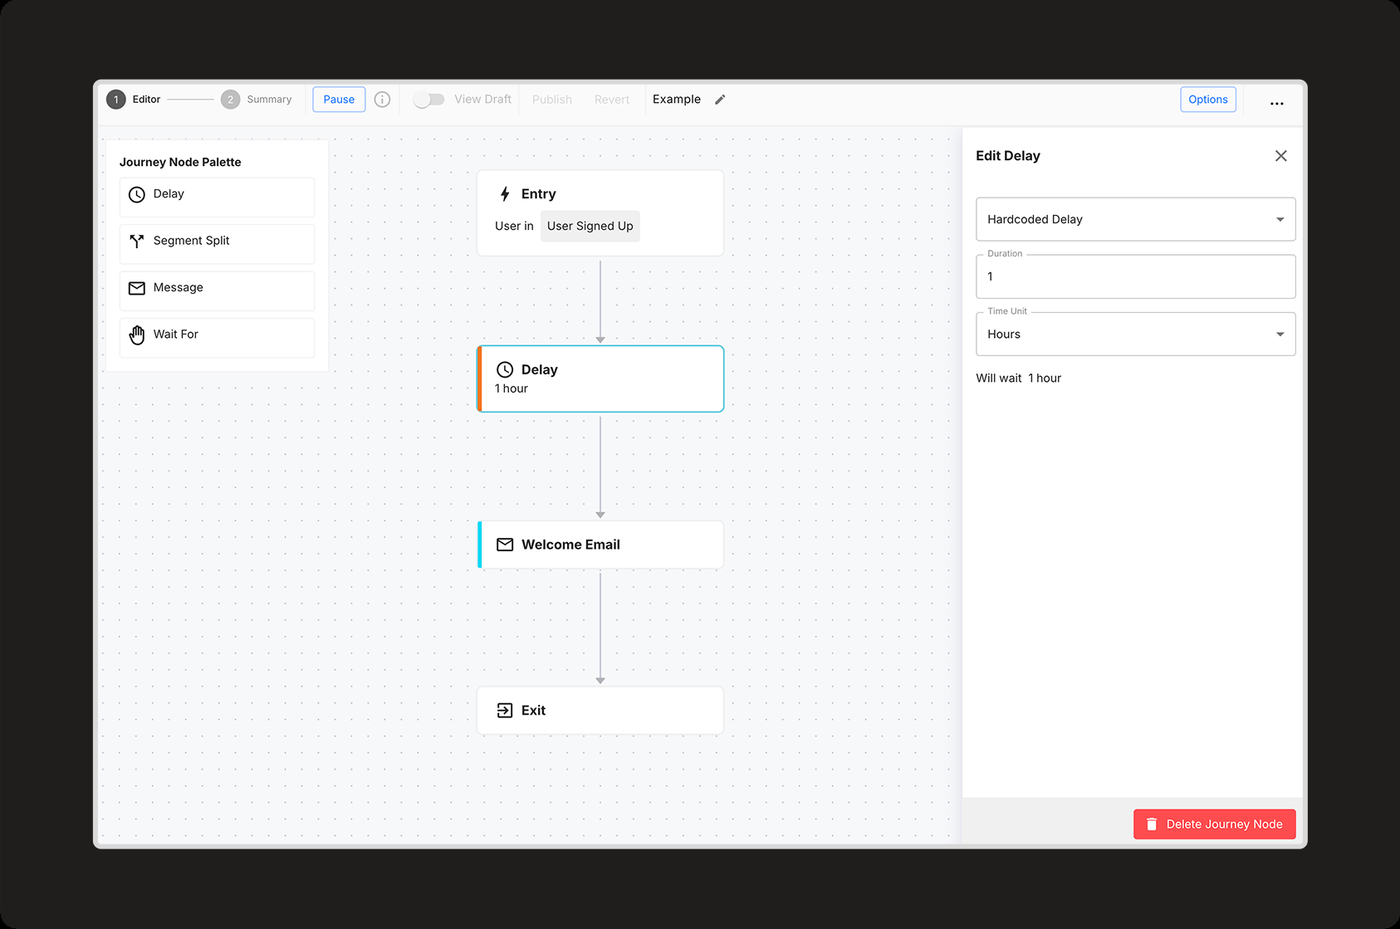 1 Editor 2 Summary Pause View Draft Publish Revert Example Options
Journey Node Palette
Delay
Segment Split
Message
Wait For
Entry
User in User Signed Up
Delay
1 hour
Welcome Email
Exit
Edit Delay
Hardcoded Delay
Duration
1
Time Unit
Hours
Will wait 1 hour
Delete Journey Node